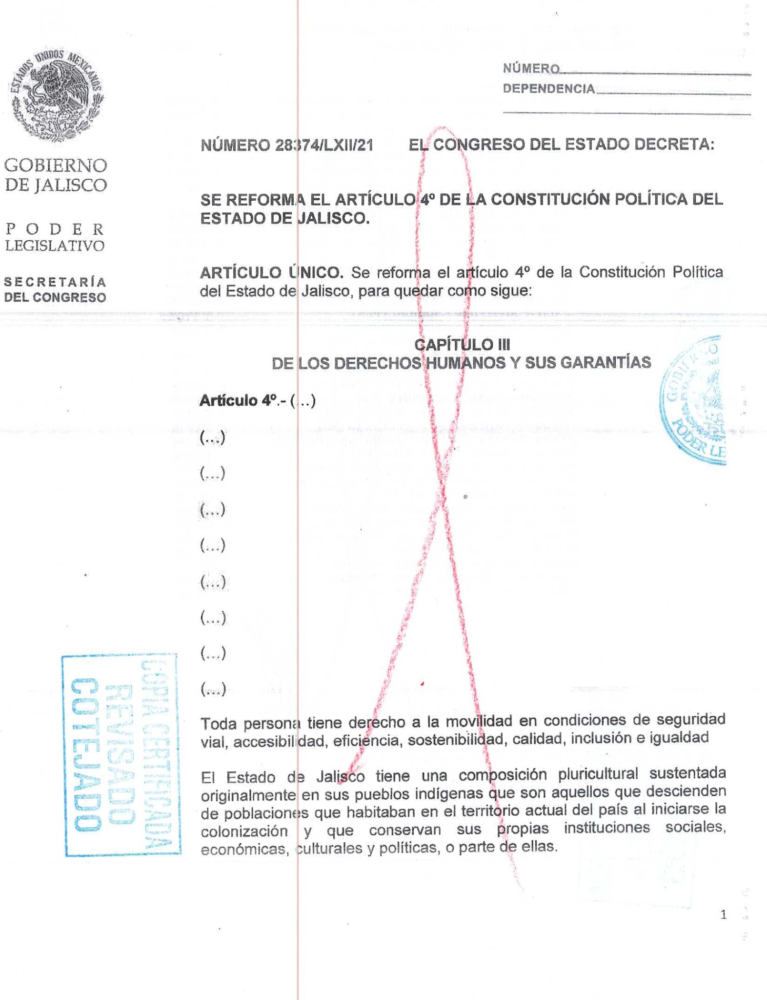 ESTADOS UNIDOS MEXICANOS
GOBIERNO
DE JALISCO
PODER
LEGISLATIVO
SECRETARÍA
DEL CONGRESO
NÚMERO
DEPENDENCIA
NÚMERO 28374/LXII/21 EL CONGRESO DEL ESTADO DECRETA:
SE REFORMA EL ARTÍCULO 4º DE LA CONSTITUCIÓN POLÍTICA DEL
ESTADO DE JALISCO.
ARTÍCULO ÚNICO. Se reforma el artículo 4º de la Constitución Política
del Estado de Jalisco, para quedar como sigue:
CAPÍTULO III
DE LOS DERECHOS HUMANOS Y SUS GARANTÍAS
Artículo 4º.- (...)
(...)
(...)
(...)
(...)
(...)
(...)
(...)
(...)
Toda persona tiene derecho a la movilidad en condiciones de seguridad
vial, accesibilidad, eficiencia, sostenibilidad, calidad, inclusión e igualdad
El Estado de Jalisco tiene una composición pluricultural sustentada
originalmente en sus pueblos indígenas que son aquellos que descienden
de poblaciones que habitaban en el territorio actual del país al iniciarse la
colonización y que conservan sus propias instituciones sociales,
económicas, culturales y políticas, o parte de ellas.
COPIA CERTIFICADA
REVISADO
COTEJADO
PODER LE
1